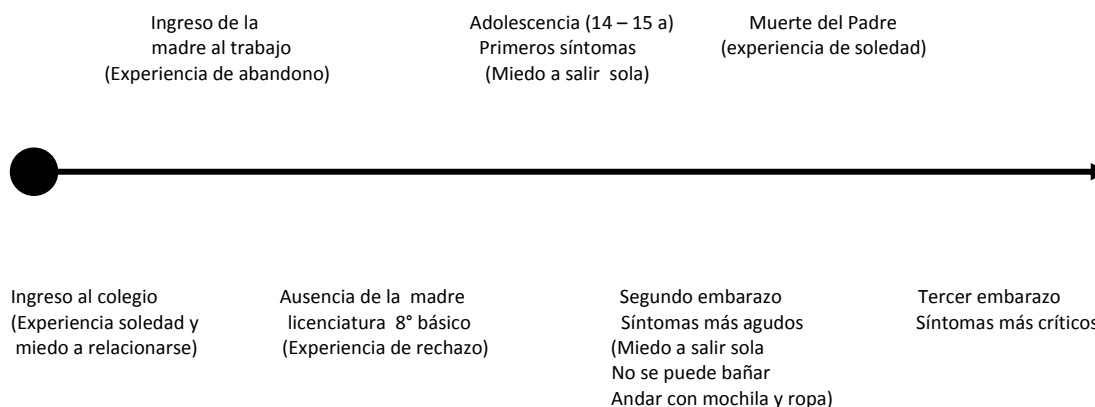 Ingreso de la
madre al trabajo
(Experiencia de abandono)
Adolescencia (14 – 15 a)
Primeros síntomas
(Miedo a salir sola)
Muerte del Padre
(experiencia de soledad)
Ingreso al colegio
(Experiencia soledad y
miedo a relacionarse)
Ausencia de la madre
licenciatura 8° básico
(Experiencia de rechazo)
Segundo embarazo
Síntomas más agudos
(Miedo a salir sola
No se puede bañar
Andar con mochila y ropa)
Tercer embarazo
Síntomas más críticos